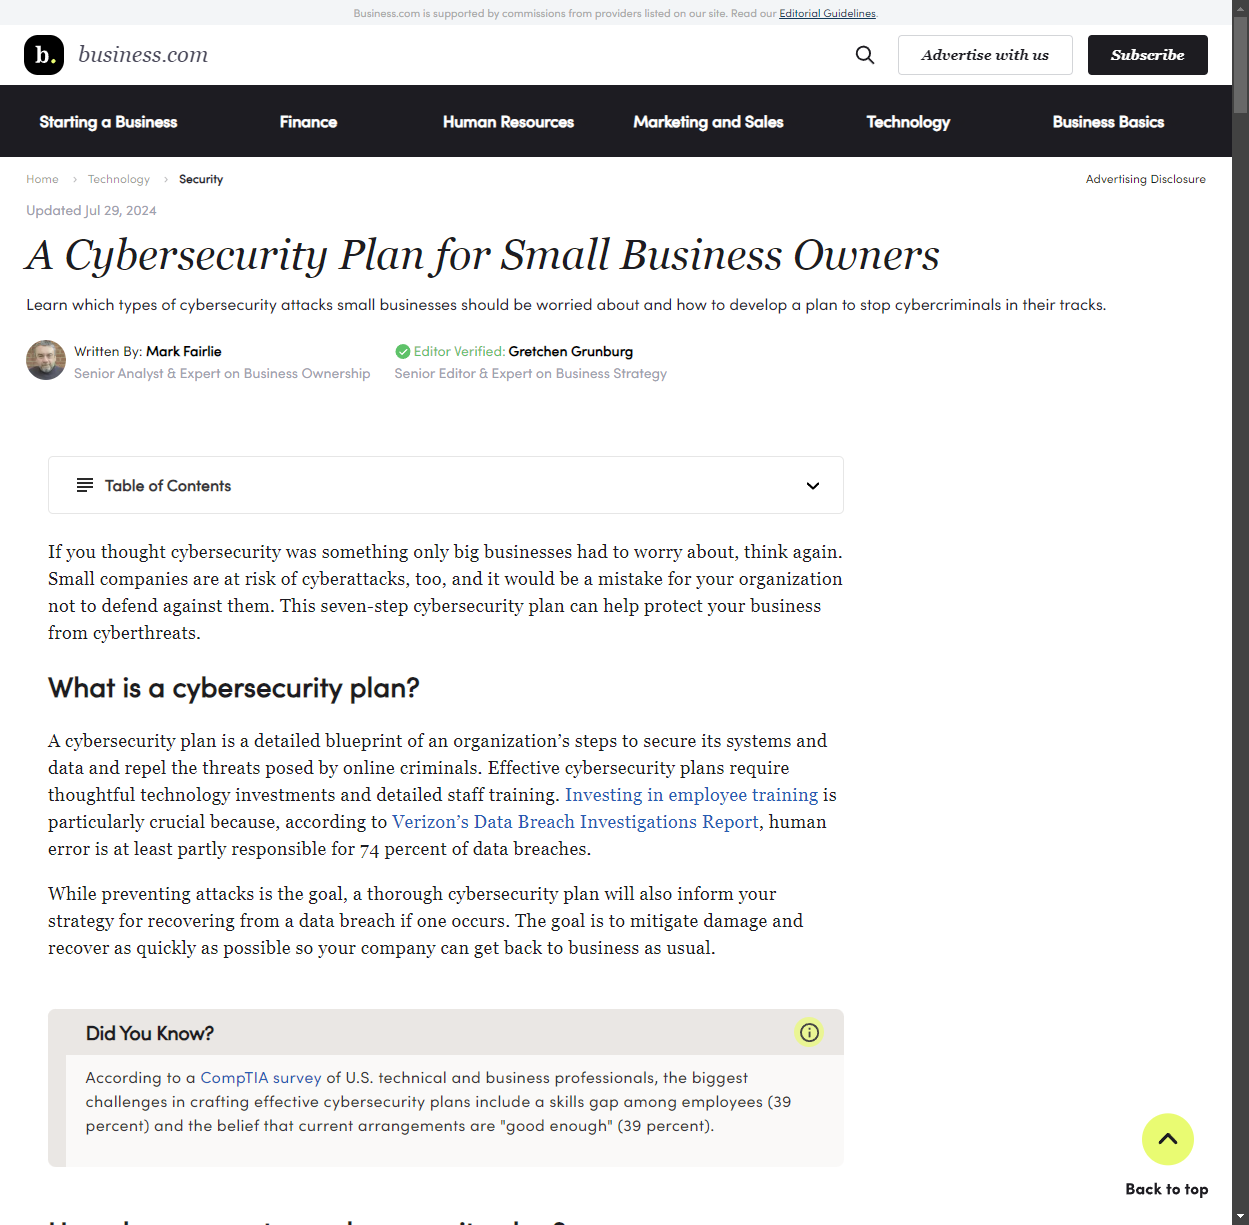 Business.com is supported by commissions from providers listed on our site. Read our Editorial Guidelines.
b. business.com
Advertise with us
Subscribe
Starting a Business
Finance
Human Resources
Marketing and Sales
Technology
Business Basics
Home > Technology > Security
Advertising Disclosure
Updated Jul 29, 2024
A Cybersecurity Plan for Small Business Owners
Learn which types of cybersecurity attacks small businesses should be worried about and how to develop a plan to stop cybercriminals in their tracks.
Written By: Mark Fairlie
Senior Analyst & Expert on Business Ownership
Editor Verified: Gretchen Grunburg
Senior Editor & Expert on Business Strategy
Table of Contents
If you thought cybersecurity was something only big businesses had to worry about, think again.
Small companies are at risk of cyberattacks, too, and it would be a mistake for your organization
not to defend against them. This seven-step cybersecurity plan can help protect your business
from cyberthreats.
What is a cybersecurity plan?
A cybersecurity plan is a detailed blueprint of an organization’s steps to secure its systems and
data and repel the threats posed by online criminals. Effective cybersecurity plans require
thoughtful technology investments and detailed staff training. Investing in employee training is
particularly crucial because, according to Verizon’s Data Breach Investigations Report, human
error is at least partly responsible for 74 percent of data breaches.
While preventing attacks is the goal, a thorough cybersecurity plan will also inform your
strategy for recovering from a data breach if one occurs. The goal is to mitigate damage and
recover as quickly as possible so your company can get back to business as usual.
Did You Know?
According to a CompTIA survey of U.S. technical and business professionals, the biggest
challenges in crafting effective cybersecurity plans include a skills gap among employees (39
percent) and the belief that current arrangements are "good enough" (39 percent).
Back to top